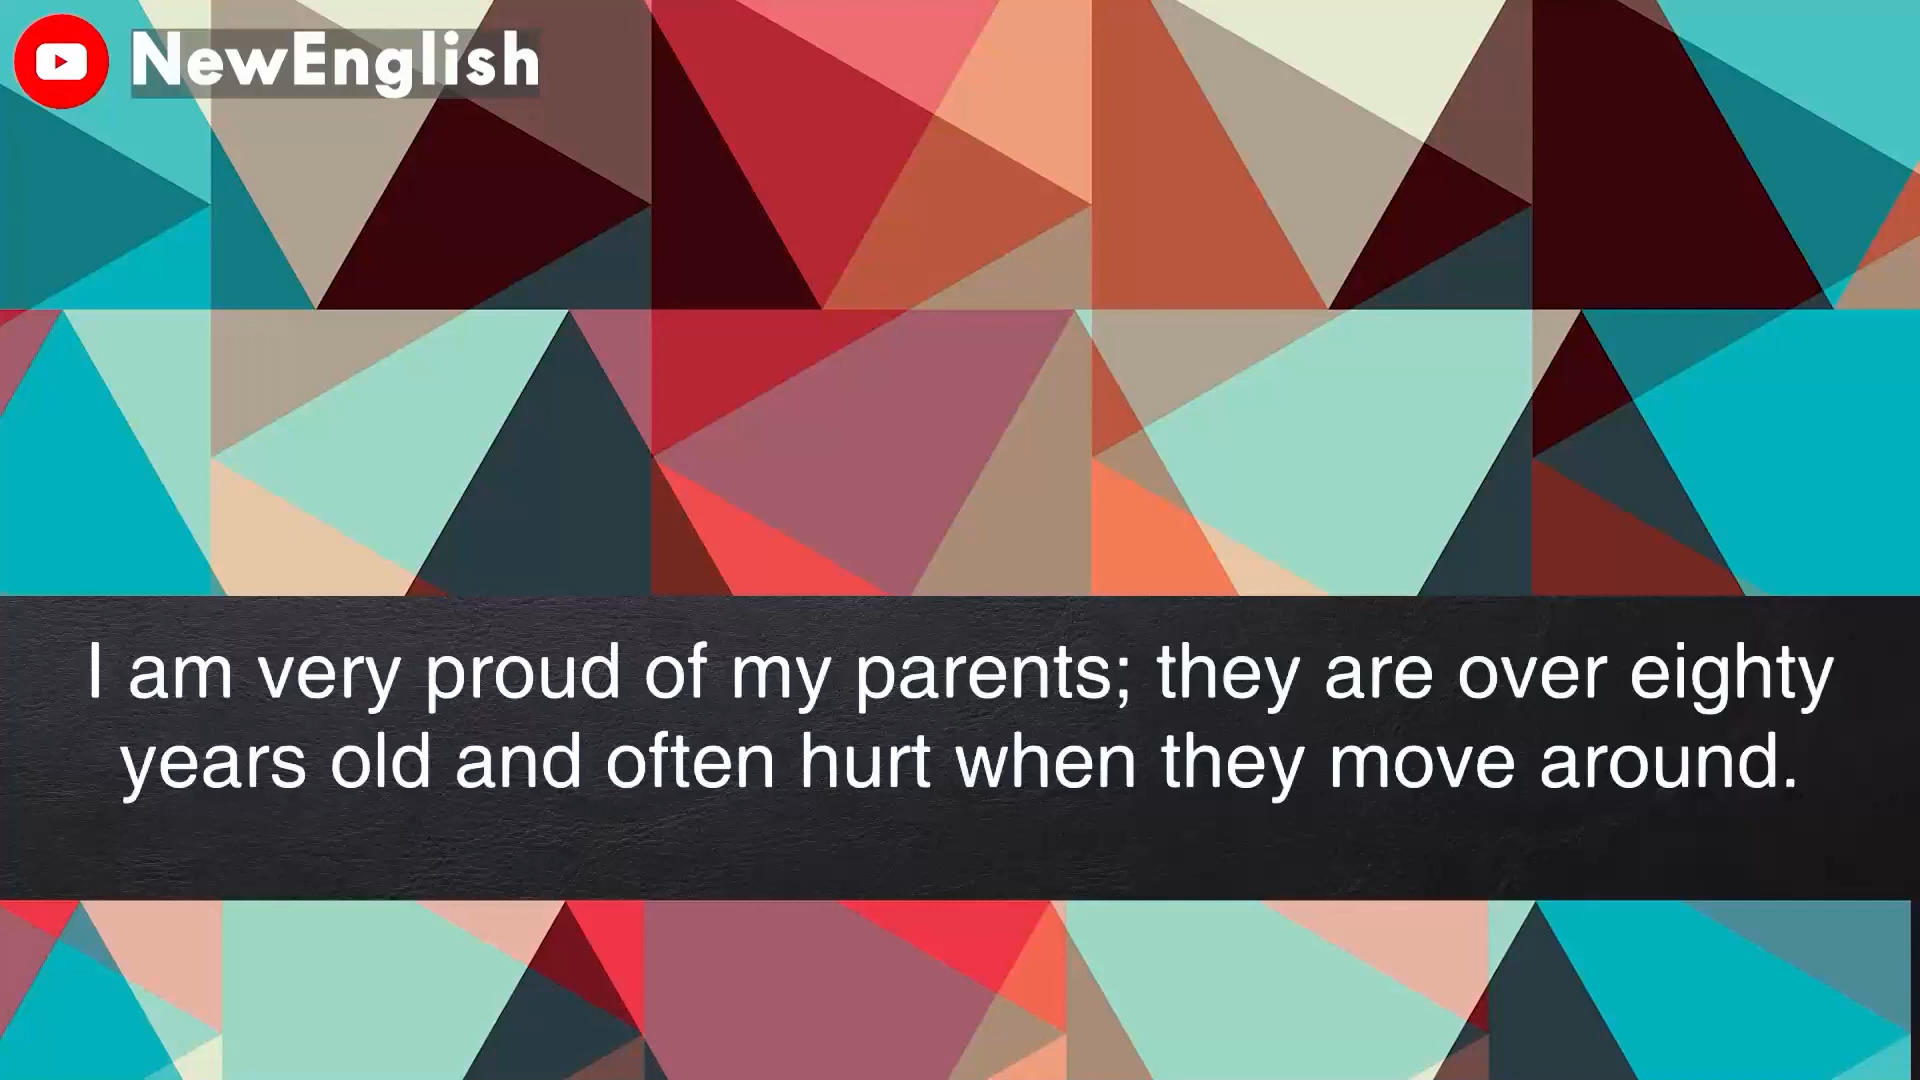 NewEnglish
I am very proud of my parents; they are over eighty
years old and often hurt when they move around.